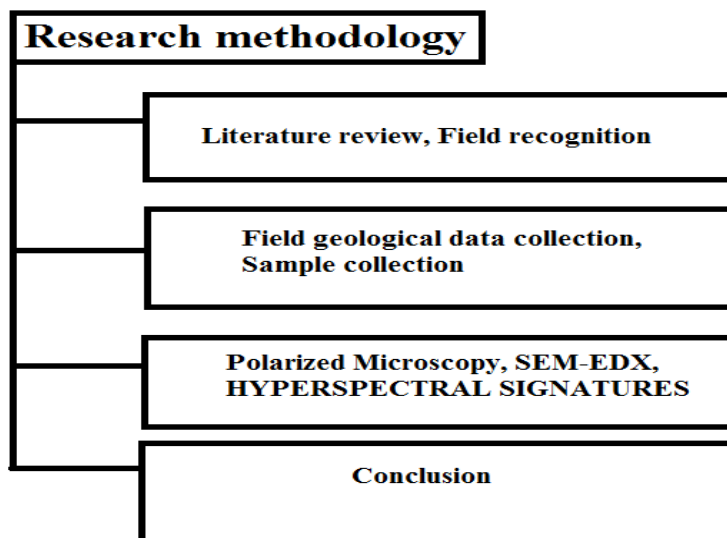 Research methodology
Literature review, Field recognition
Field geological data collection,
Sample collection
Polarized Microscopy, SEM-EDX,
HYPERSPECTRAL SIGNATURES
Conclusion